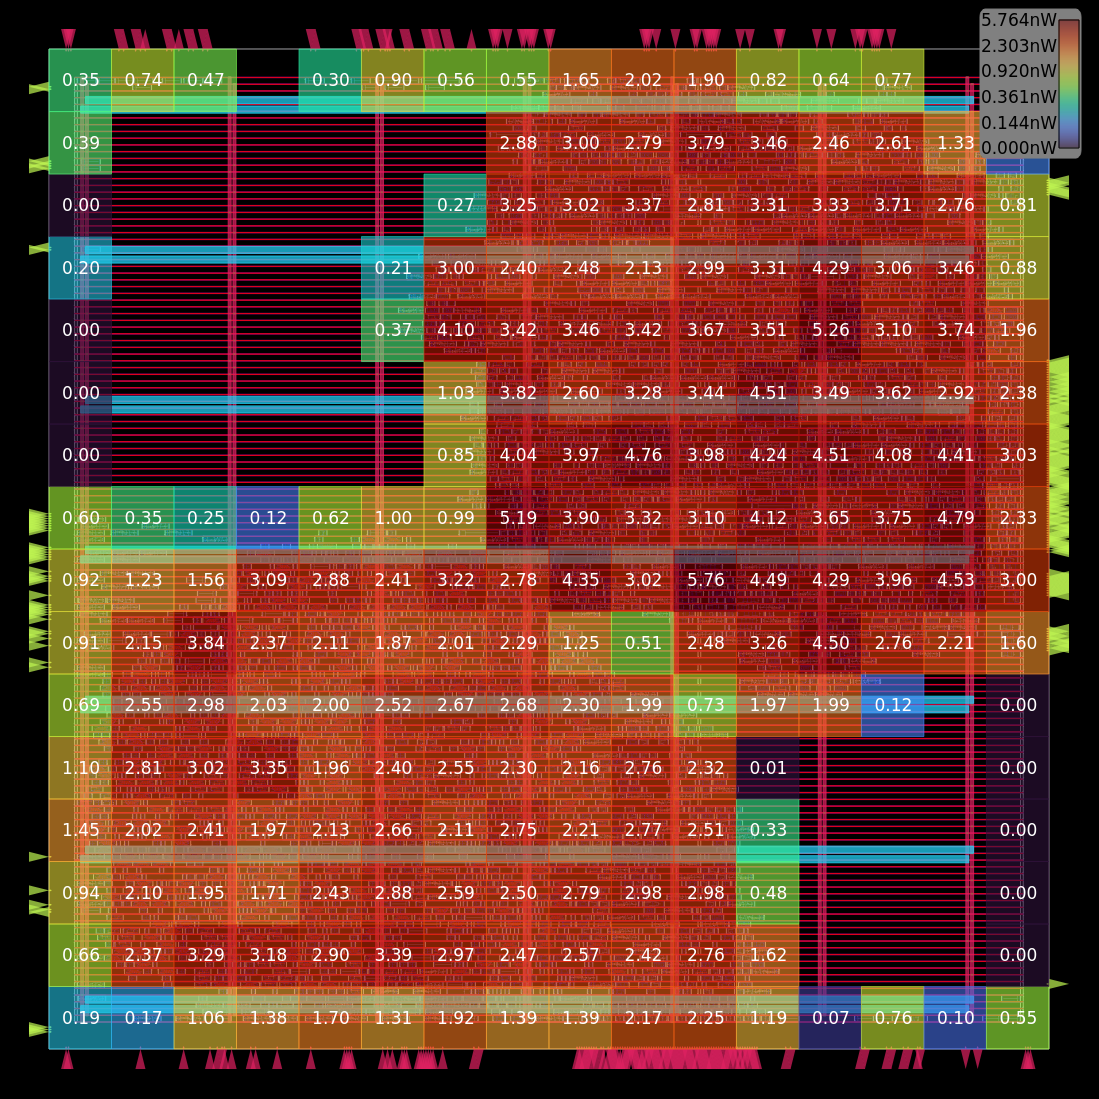 5.764nW
2.303nW
0.920nW
0.361nW
0.144nW
0.000nW
0.35 0.74 0.47 0.30 0.90 0.56 0.55 1.65 2.02 1.90 0.82 0.64 0.77
0.39 2.88 3.00 2.79 3.79 3.46 2.46 2.61 1.33
0.00 0.27 3.25 3.02 3.37 2.81 3.31 3.33 3.71 2.76 0.81
0.20 0.21 3.00 2.40 2.48 2.13 2.99 3.31 4.29 3.06 3.46 0.88
0.00 0.37 4.10 3.42 3.46 3.42 3.67 3.51 5.26 3.10 3.74 1.96
0.00 1.03 3.82 2.60 3.28 3.44 4.51 3.49 3.62 2.92 2.38
0.00 0.85 4.04 3.97 4.76 3.98 4.24 4.51 4.08 4.41 3.03
0.60 0.35 0.25 0.12 0.62 1.00 0.99 5.19 3.90 3.32 3.10 4.12 3.65 3.75 4.79 2.33
0.92 1.23 1.56 3.09 2.88 2.41 3.22 2.78 4.35 3.02 5.76 4.49 4.29 3.96 4.53 3.00
0.91 2.15 3.84 2.37 2.11 1.87 2.01 2.29 1.25 0.51 2.48 3.26 4.50 2.76 2.21 1.60
0.69 2.55 2.98 2.03 2.00 2.52 2.67 2.68 2.30 1.99 0.73 1.97 1.99 0.12 0.00
1.10 2.81 3.02 3.35 1.96 2.40 2.55 2.30 2.16 2.76 2.32 0.01 0.00
1.45 2.02 2.41 1.97 2.13 2.66 2.11 2.75 2.21 2.77 2.51 0.33 0.00
0.94 2.10 1.95 1.71 2.43 2.88 2.59 2.50 2.79 2.98 2.98 0.48 0.00
0.66 2.37 3.29 3.18 2.90 3.39 2.97 2.47 2.57 2.42 2.76 1.62 0.00
0.19 0.17 1.06 1.38 1.70 1.31 1.92 1.39 1.39 2.17 2.25 1.19 0.07 0.76 0.10 0.55